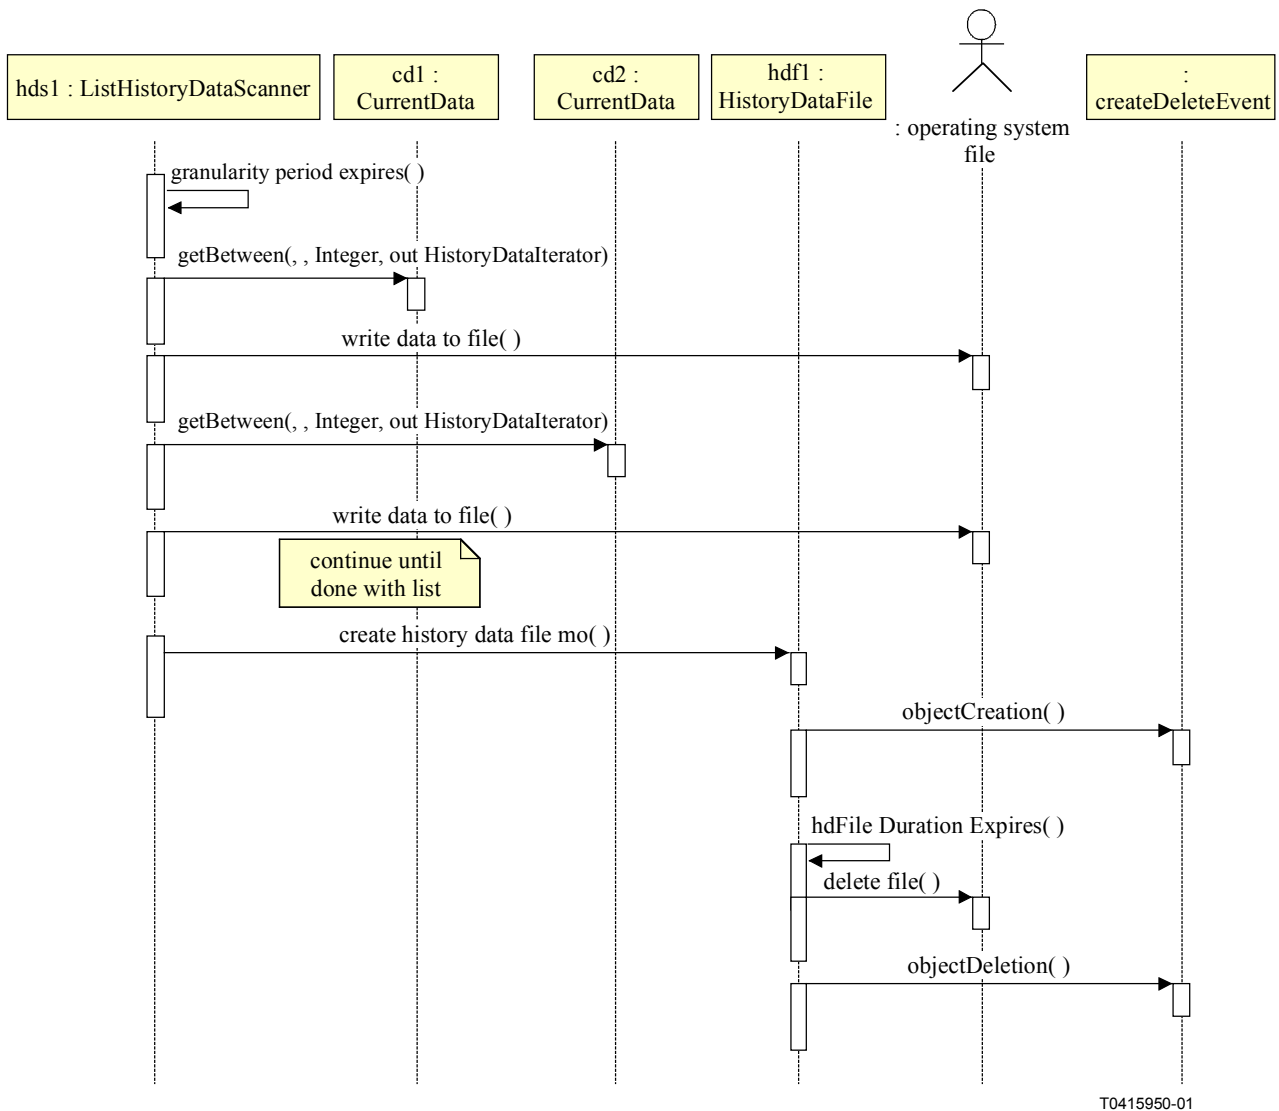 hds1 : ListHistoryDataScanner
cd1 :
CurrentData
cd2 :
CurrentData
hdf1 :
HistoryDataFile
: operating system
file
:
createDeleteEvent
granularity period expires( )
getBetween(, , Integer, out HistoryDataIterator)
write data to file( )
getBetween(, , Integer, out HistoryDataIterator)
write data to file( )
continue until
done with list
create history data file mo( )
objectCreation( )
hdFile Duration Expires( )
delete file( )
objectDeletion( )
T0415950-01